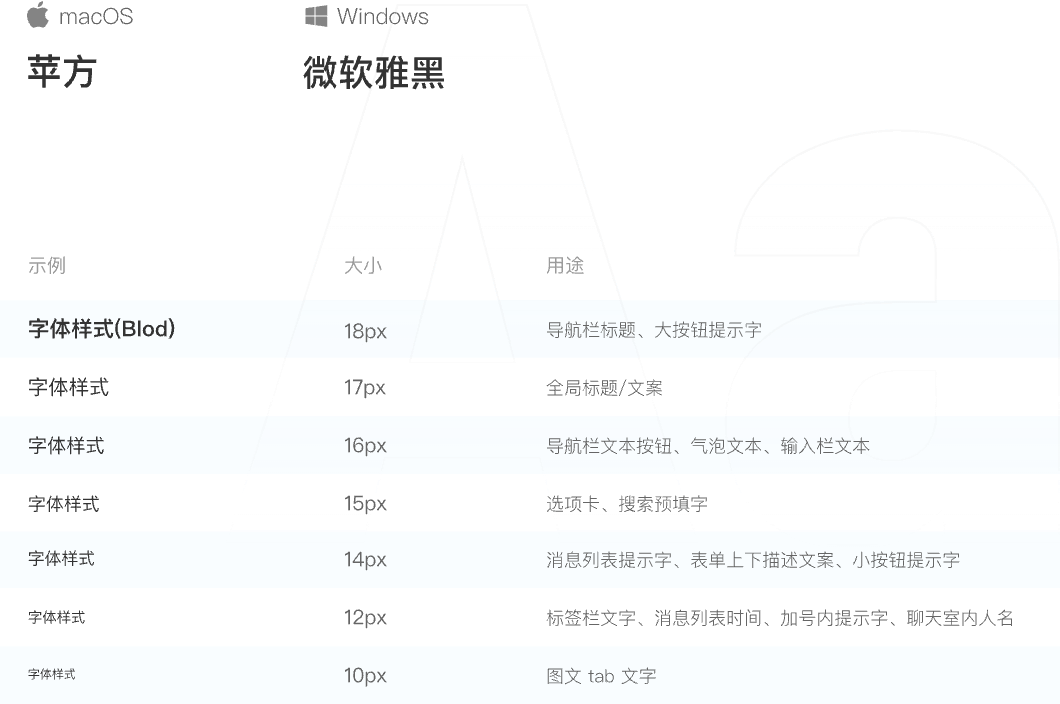 macOS Windows
苹方 微软雅黑
Aa
示例 大小 用途
字体样式(Blod) 18px 导航栏标题、大按钮提示字
字体样式 17px 全局标题/文案
字体样式 16px 导航栏文本按钮、气泡文本、输入栏文本
字体样式 15px 选项卡、搜索预填字
字体样式 14px 消息列表提示字、表单上下描述文案、小按钮提示字
字体样式 12px 标签栏文字、消息列表时间、加号内提示字、聊天室内人名
字体样式 10px 图文 tab 文字